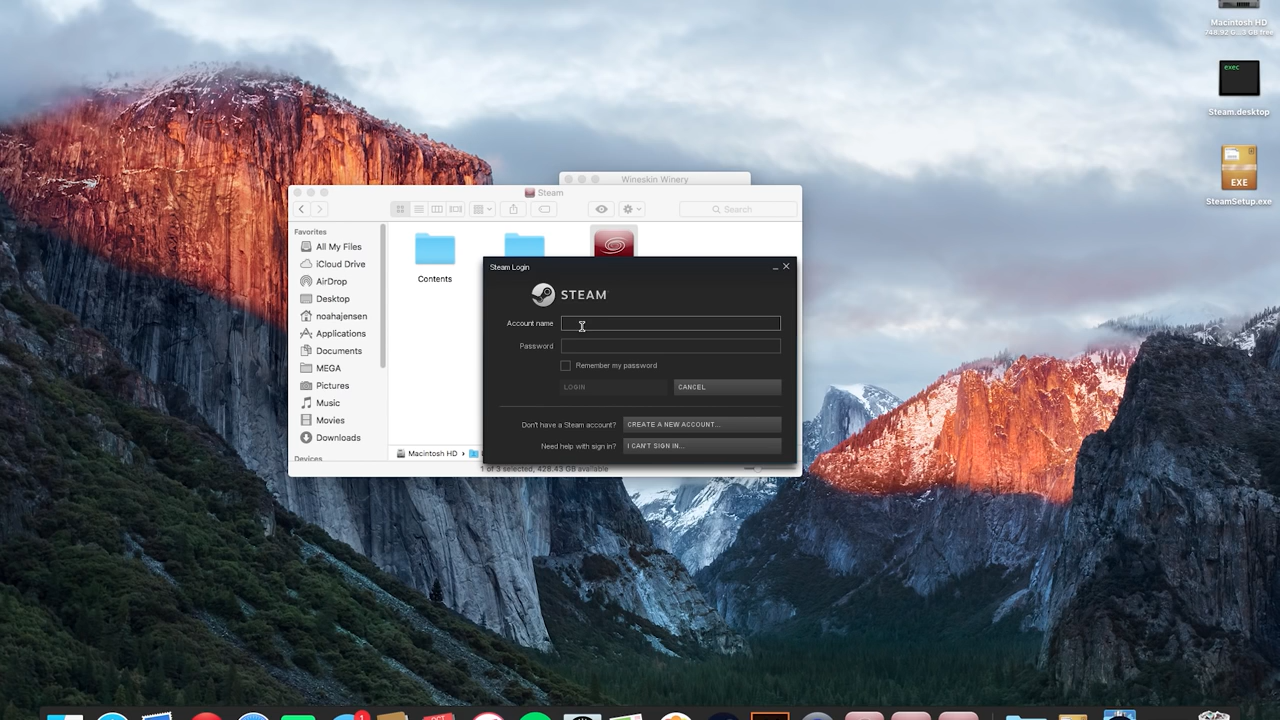 Macintosh HD
exec
Steam.desktop
EXE
SteamSetup.exe
Wineskin Winery
Steam
Search
Favorites
All My Files
iCloud Drive
AirDrop
Desktop
noahajensen
Applications
Documents
MEGA
Pictures
Music
Movies
Downloads
Devices
Contents
Macintosh HD
1 of 3 selected, 428.43 GB available
Steam Login
STEAM
Account name
Password
Remember my password
LOGIN
CANCEL
Don't have a Steam account?
CREATE A NEW ACCOUNT...
Need help with sign in?
I CAN'T SIGN IN...
OCT
1